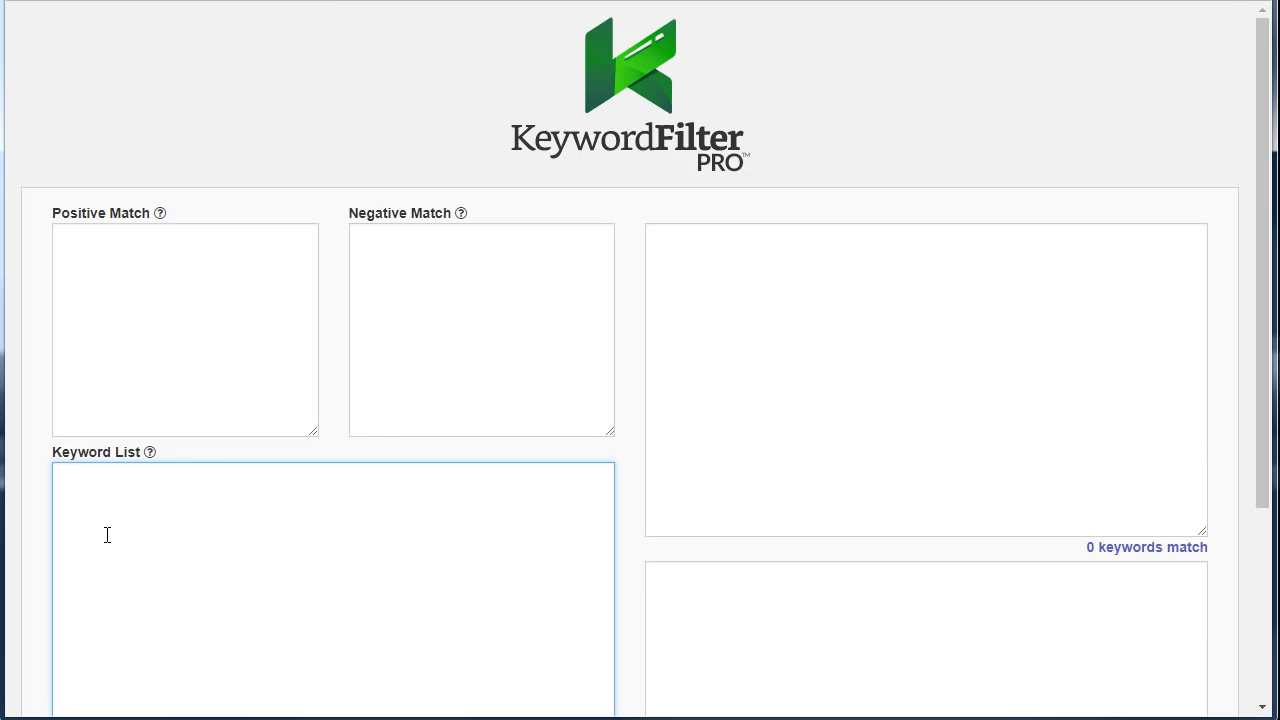 KeywordFilter
PRO™
Positive Match ?
Negative Match ?
Keyword List ?
0 keywords match